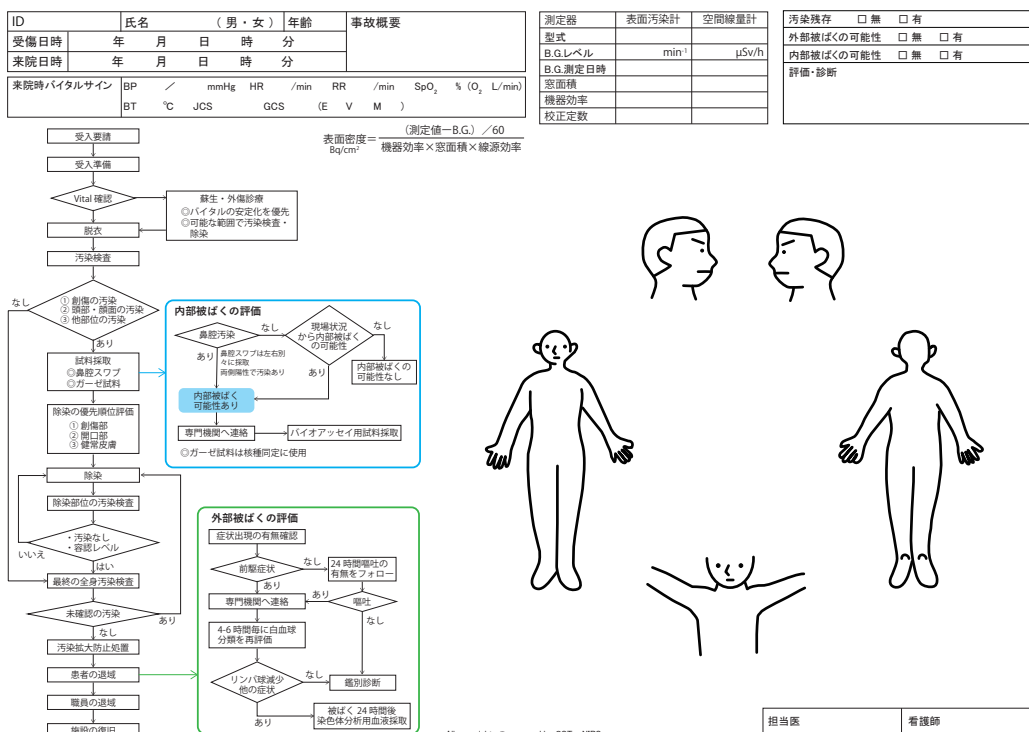 ID 氏名 （ 男 ・ 女 ） 年齢 事故概要
受傷日時 年 月 日 時 分
来院日時 年 月 日 時 分
来院時バイタルサイン BP ／ mmHg HR /min RR /min SpO2 % (O2 L/min)
BT ℃ JCS GCS (E V M )
測定器 表面汚染計 空間線量計
型式
B.G.レベル min-1 μSv/h
B.G.測定日時
窓面積
機器効率
校正定数
汚染残存 □ 無 □ 有
外部被ばくの可能性 □ 無 □ 有
内部被ばくの可能性 □ 無 □ 有
評価・診断
表面密度＝ （測定値ーB.G.）／60
Bq/cm² 機器効率×窓面積×線源効率
受入要請
受入準備
Vital 確認
蘇生・外傷診療
◎バイタルの安定化を優先
◎可能な範囲で汚染検査・
除染
脱衣
汚染検査
なし
① 創傷の汚染
② 頭部・顔面の汚染
③ 他部位の汚染
あり
試料採取
◎鼻腔スワブ
◎ガーゼ試料
除染の優先順位評価
① 創傷部
② 開口部
③ 健常皮膚
除染
除染部位の汚染検査
・汚染なし
・容認レベル
いいえ
はい
最終の全身汚染検査
未確認の汚染
あり
なし
汚染拡大防止処置
患者の退域
職員の退域
施設の復旧
内部被ばくの評価
鼻腔汚染
なし
現場状況
から内部被ばく
の可能性
なし
あり
鼻腔スワブは左右別
々に採取
両側陽性で汚染あり
あり
内部被ばくの
可能性なし
内部被ばく
可能性あり
専門機関へ連絡
バイオアッセイ用試料採取
◎ガーゼ試料は核種同定に使用
外部被ばくの評価
症状出現の有無確認
前駆症状
なし
24 時間嘔吐の
有無をフォロー
あり
専門機関へ連絡
あり
嘔吐
なし
4-6 時間毎に白血球
分類を再評価
リンパ球減少
他の症状
なし
鑑別診断
あり
被ばく 24 時間後
染色体分析用血液採取
担当医 看護師